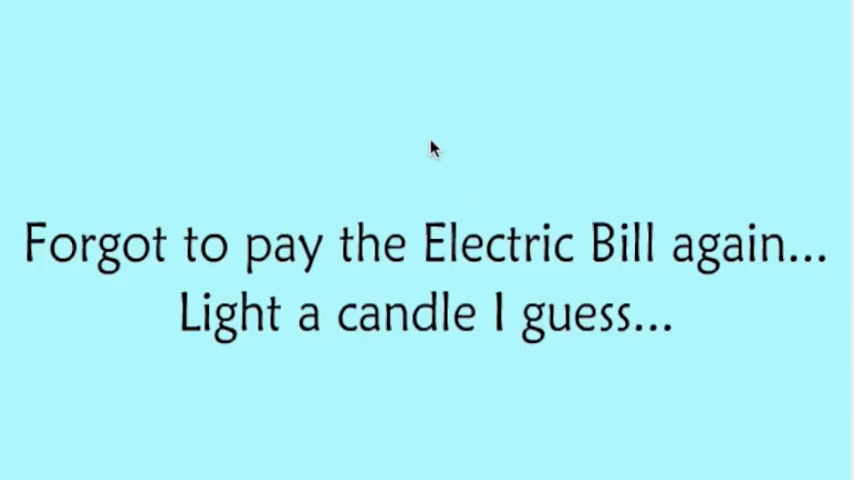 Forgot to pay the Electric Bill again...
Light a candle I guess...